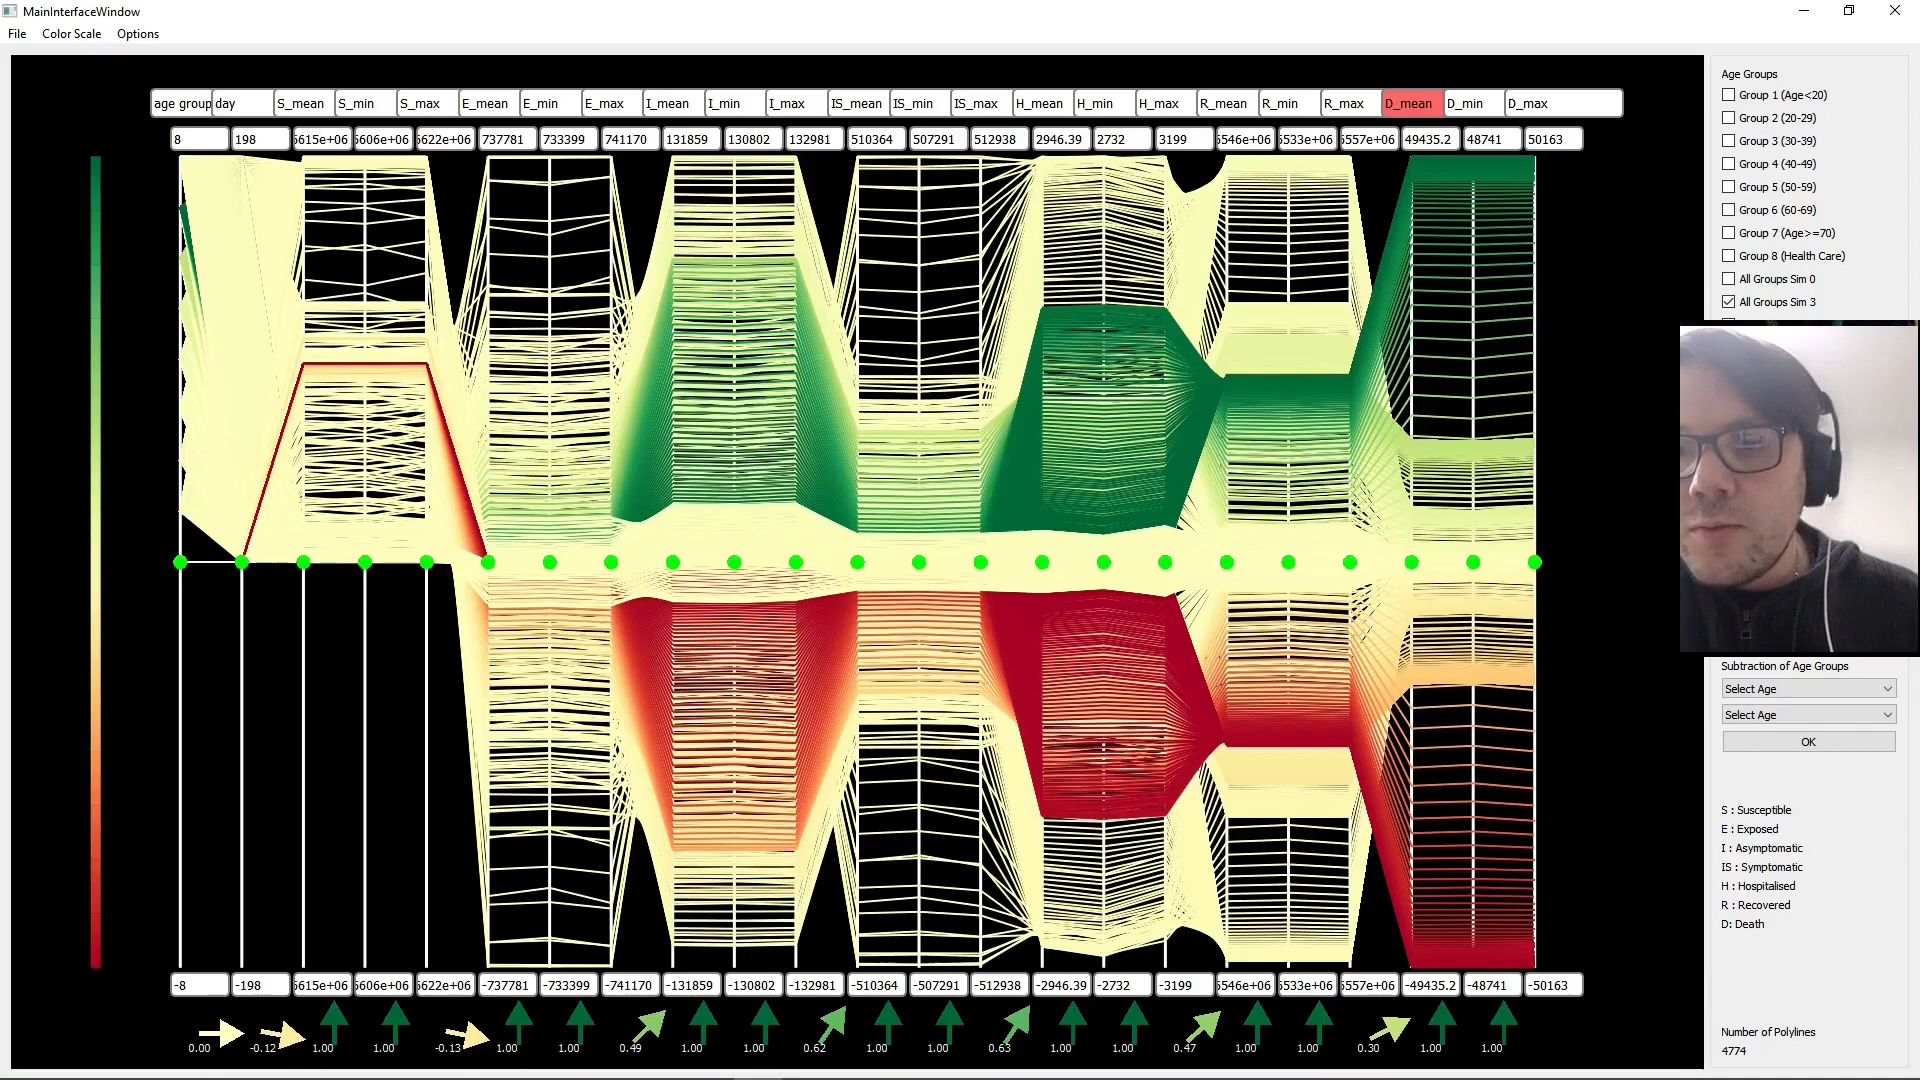 MainInterfaceWindow
File Color Scale Options
age group day S_mean S_min S_max E_mean E_min E_max I_mean I_min I_max IS_mean IS_min IS_max H_mean H_min H_max R_mean R_min R_max D_mean D_min D_max
8 198 5615e+06 5606e+06 5622e+06 737781 733399 741170 131859 130802 132981 510364 507291 512938 2946.39 2732 3199 5546e+06 5533e+06 5557e+06 49435.2 48741 50163
Age Groups
Group 1 (Age<20)
Group 2 (20-29)
Group 3 (30-39)
Group 4 (40-49)
Group 5 (50-59)
Group 6 (60-69)
Group 7 (Age>=70)
Group 8 (Health Care)
All Groups Sim 0
All Groups Sim 3
Subtraction of Age Groups
Select Age
Select Age
OK
S : Susceptible
E : Exposed
I : Asymptomatic
IS : Symptomatic
H : Hospitalised
R : Recovered
D: Death
Number of Polylines
4774
-8 -198 5615e+06 5606e+06 5622e+06 -737781 -733399 -741170 -131859 -130802 -132981 -510364 -507291 -512938 -2946.39 -2732 -3199 5546e+06 5533e+06 5557e+06 -49435.2 -48741 -50163
0.00 -0.12 1.00 1.00 -0.13 1.00 1.00 0.49 1.00 1.00 0.62 1.00 1.00 0.63 1.00 1.00 0.47 1.00 1.00 0.30 1.00 1.00